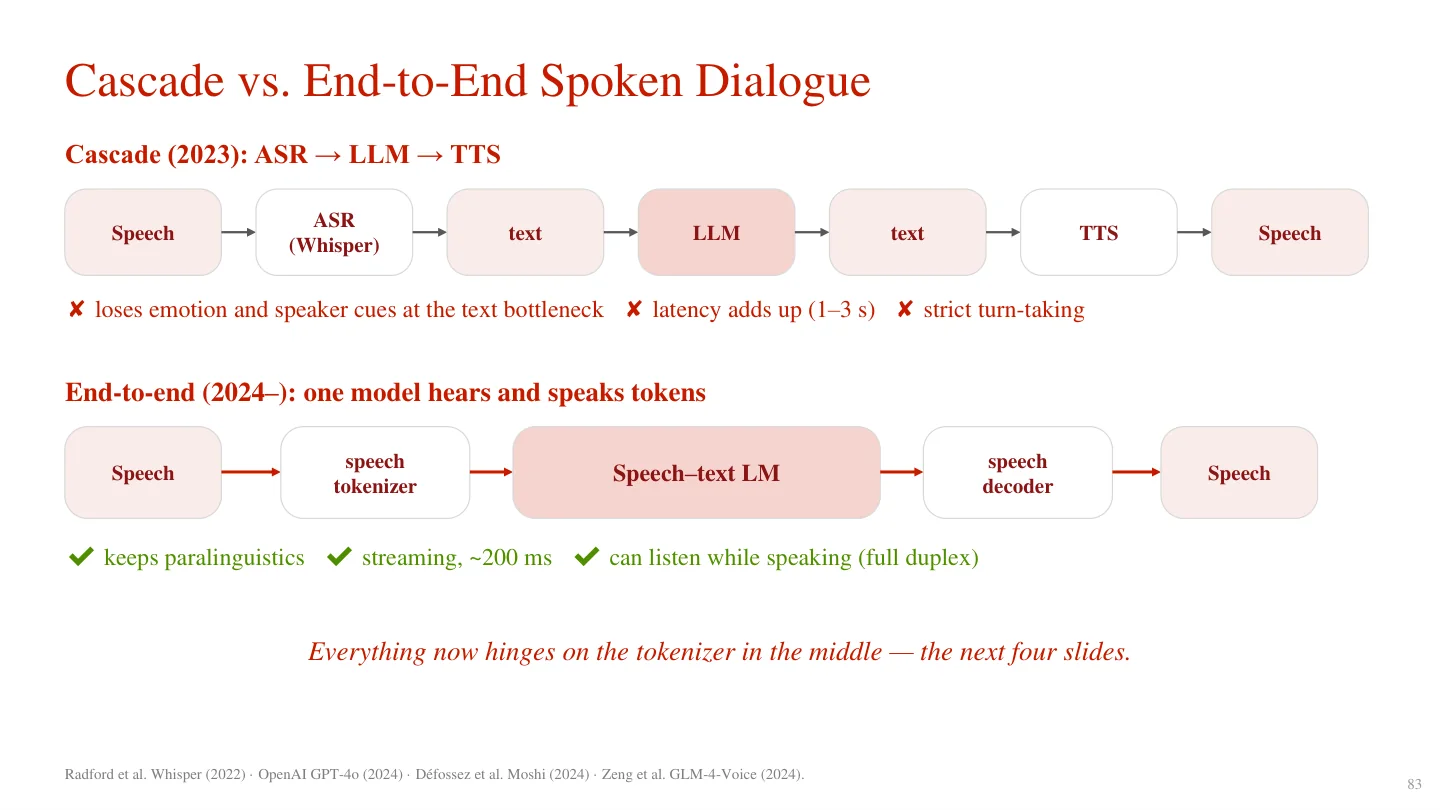 Cascade vs. End-to-End Spoken Dialogue
Cascade (2023): ASR → LLM → TTS
Speech
ASR
(Whisper)
text
LLM
text
TTS
Speech
✘ loses emotion and speaker cues at the text bottleneck ✘ latency adds up (1–3 s) ✘ strict turn-taking
End-to-end (2024–): one model hears and speaks tokens
Speech
speech
tokenizer
Speech–text LM
speech
decoder
Speech
✔ keeps paralinguistics ✔ streaming, ~200 ms ✔ can listen while speaking (full duplex)
Everything now hinges on the tokenizer in the middle — the next four slides.
Radford et al. Whisper (2022) · OpenAI GPT-4o (2024) · Défossez et al. Moshi (2024) · Zeng et al. GLM-4-Voice (2024).
83